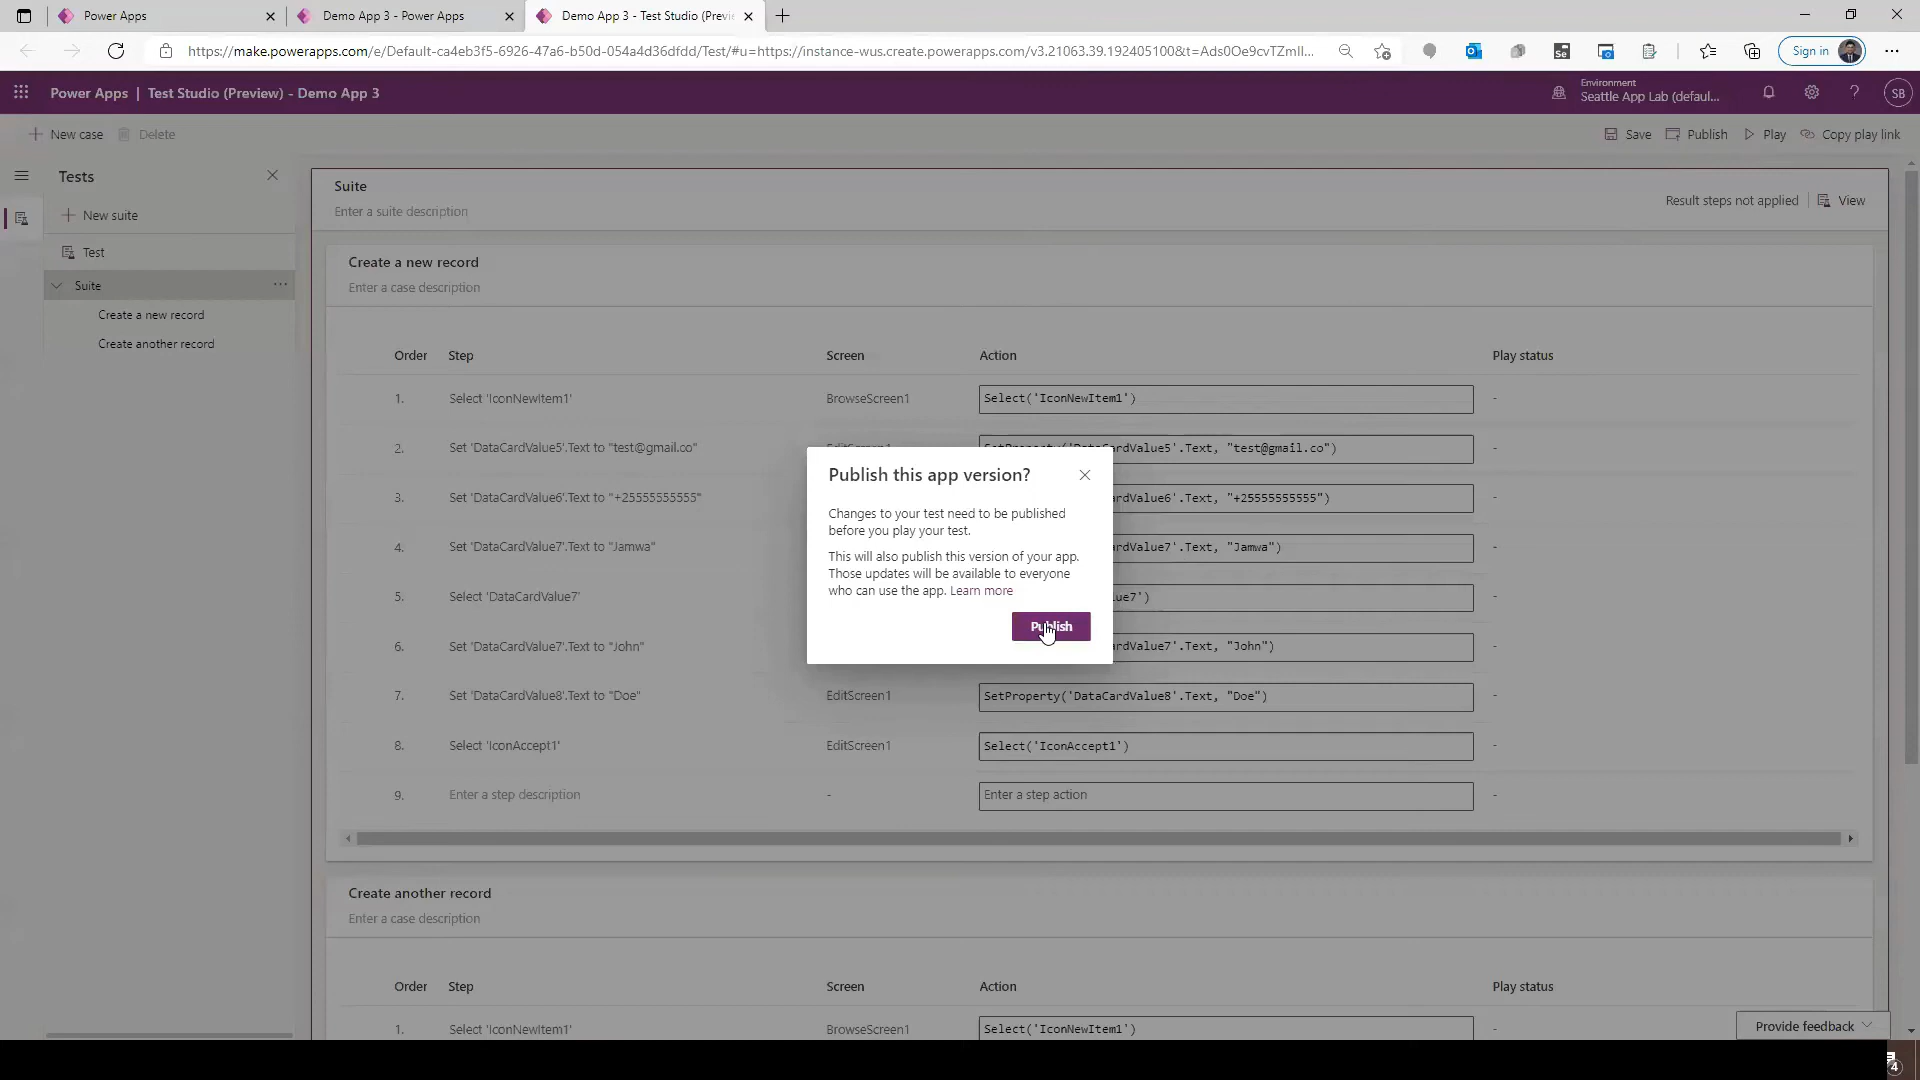 Power Apps
Demo App 3 - Power Apps
Demo App 3 - Test Studio (Previ
https://make.powerapps.com/e/Default-ca4eb3f5-6926-47a6-b50d-054a4d36dfdd/Test/#u=https://instance-wus.create.powerapps.com/v3.21063.39.192405100&t=Ads0Oe9cvTZmIl...
Se
Sign in
Power Apps | Test Studio (Preview) - Demo App 3
Environment
Seattle App Lab (defaul...
SB
New case
Delete
Save
Publish
Play
Copy play link
Tests
New suite
Test
Suite
Create a new record
Create another record
Suite
Enter a suite description
Result steps not applied
View
Create a new record
Enter a case description
Order Step Screen Action Play status
1. Select 'IconNewItem1' BrowseScreen1 Select('IconNewItem1') -
2. Set 'DataCardValue5'.Text to "test@gmail.co" EditScreen1 SetProperty('DataCardValue5'.Text, "test@gmail.co") -
3. Set 'DataCardValue6'.Text to "+25555555555" ardValue6'.Text, "+25555555555") -
4. Set 'DataCardValue7'.Text to "Jamwa" ardValue7'.Text, "Jamwa") -
5. Select 'DataCardValue7' ue7') -
6. Set 'DataCardValue7'.Text to "John" ardValue7'.Text, "John") -
7. Set 'DataCardValue8'.Text to "Doe" EditScreen1 SetProperty('DataCardValue8'.Text, "Doe") -
8. Select 'IconAccept1' EditScreen1 Select('IconAccept1') -
9. Enter a step description - Enter a step action -
Publish this app version?
Changes to your test need to be published
before you play your test.
This will also publish this version of your app.
Those updates will be available to everyone
who can use the app. Learn more
Publish
Create another record
Enter a case description
Order Step Screen Action Play status
1. Select 'IconNewItem1' BrowseScreen1 Select('IconNewItem1') -
Provide feedback
4